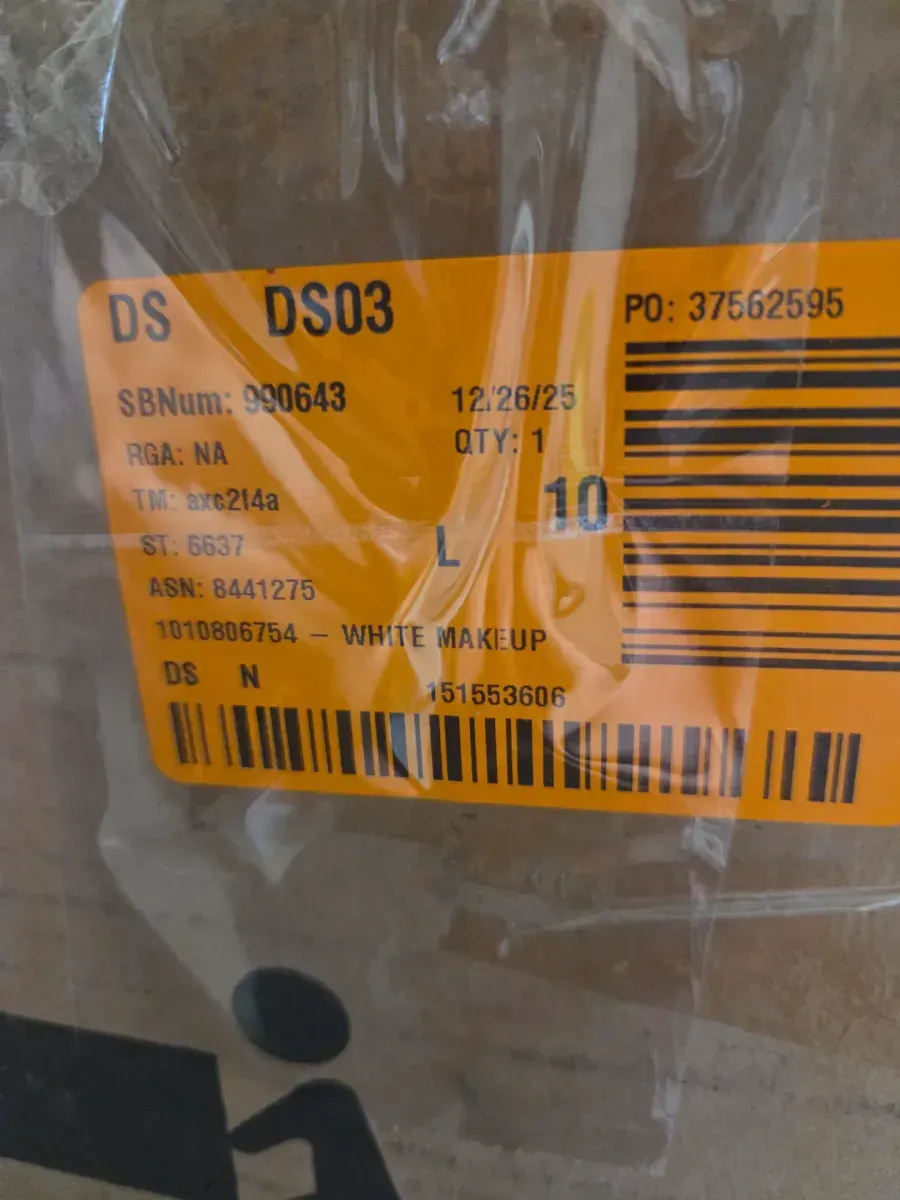 DS DS03 PO: 37562595
SBNum: 990643 12/26/25
RGA: NA QTY: 1
TM: axc2f4a 10
ST: 6637 L
ASN: 8441275
1010806754 – WHITE MAKEUP
DS N 151553606